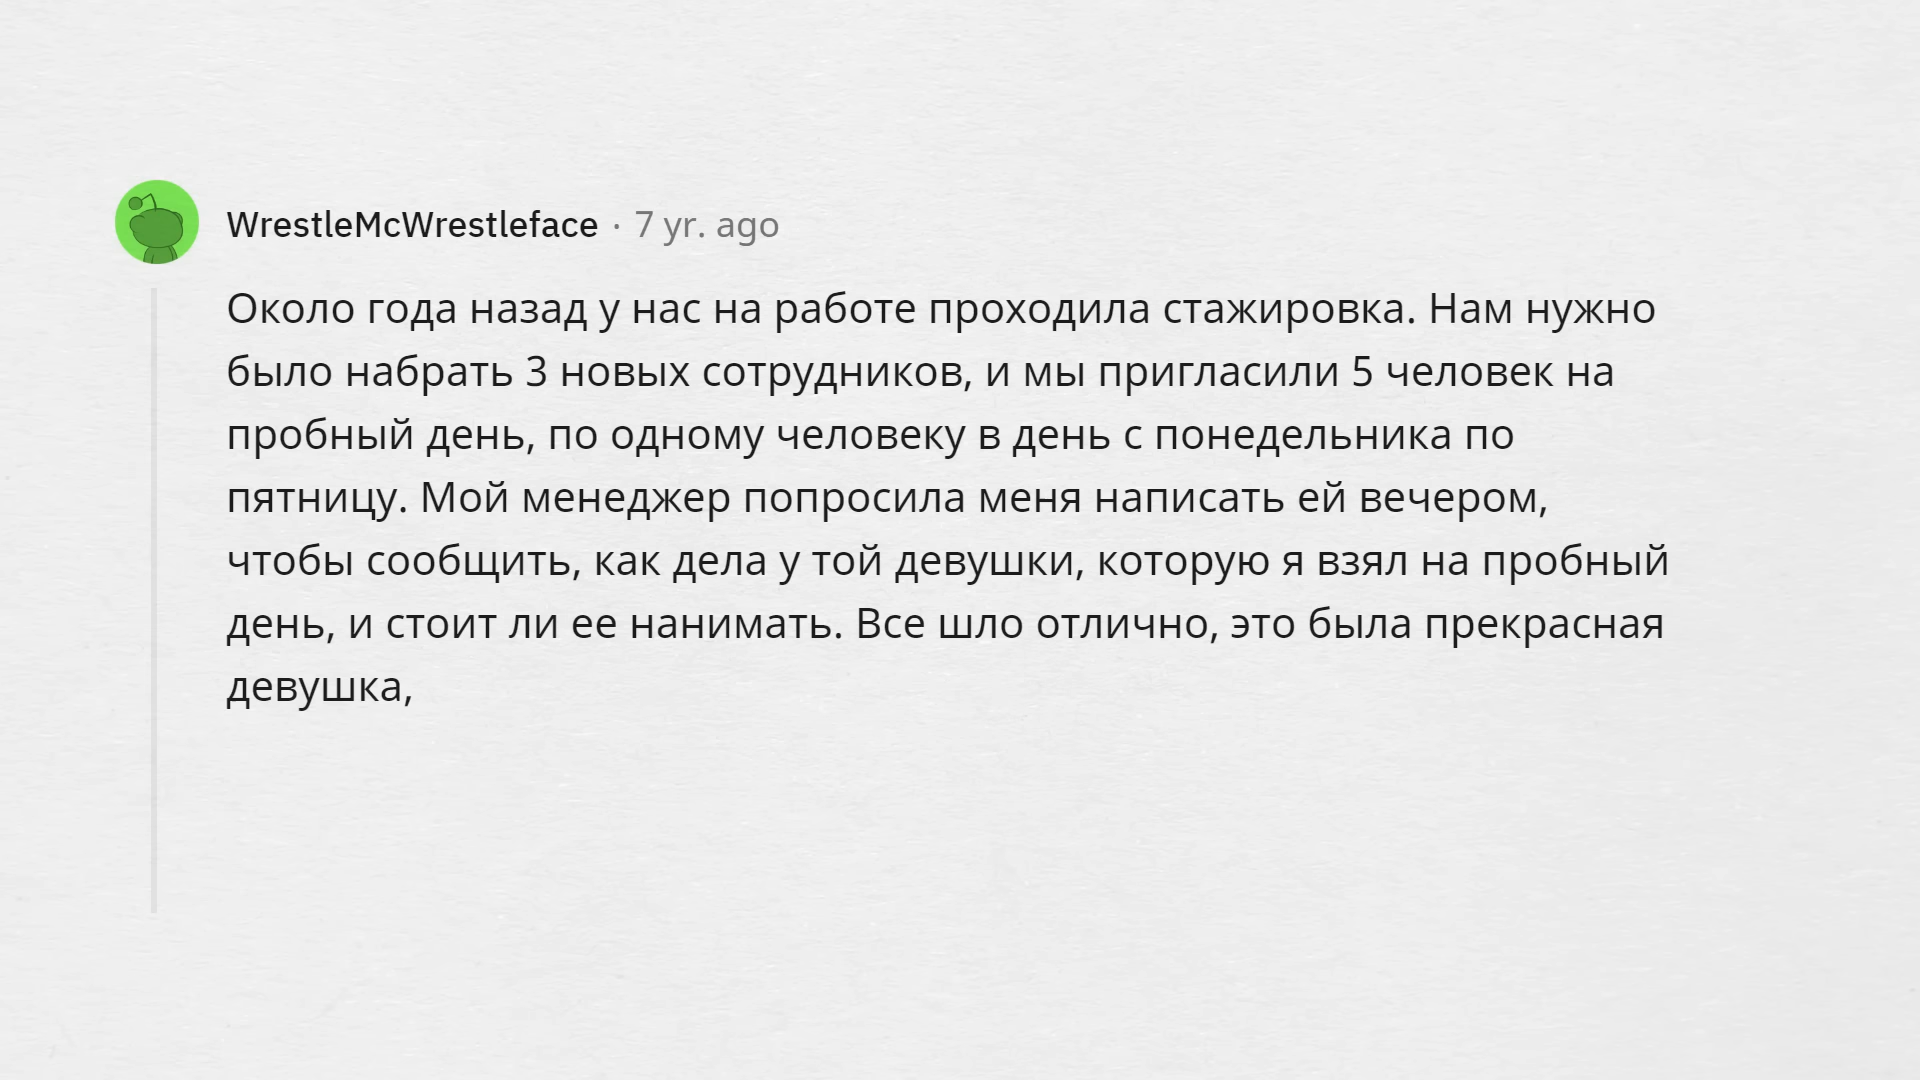 WrestleMcWrestleface · 7 yr. ago
Около года назад у нас на работе проходила стажировка. Нам нужно
было набрать 3 новых сотрудников, и мы пригласили 5 человек на
пробный день, по одному человеку в день с понедельника по
пятницу. Мой менеджер попросила меня написать ей вечером,
чтобы сообщить, как дела у той девушки, которую я взял на пробный
день, и стоит ли ее нанимать. Все шло отлично, это была прекрасная
девушка,